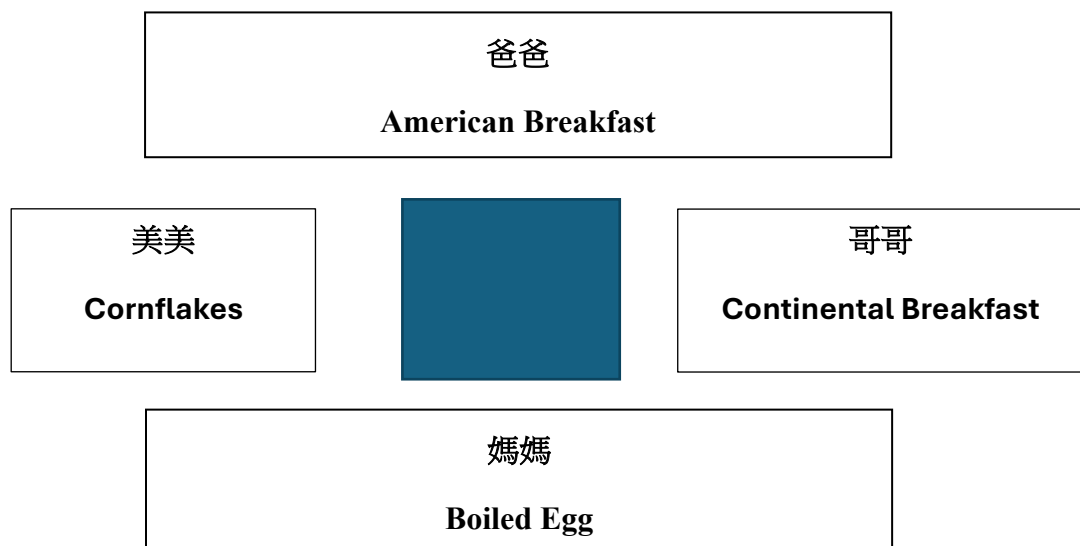 爸爸
American Breakfast
美美
Cornflakes
哥哥
Continental Breakfast
媽媽
Boiled Egg